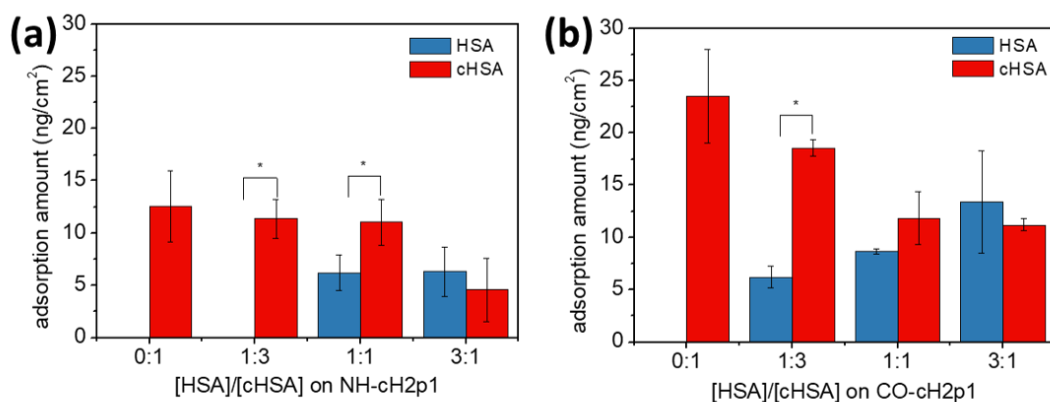 (a)
30
25
20
15
10
5
0
adsorption amount (ng/cm²)
HSA
cHSA
*
*
0:1 1:3 1:1 3:1
[HSA]/[cHSA] on NH-cH2p1
(b)
30
25
20
15
10
5
0
adsorption amount (ng/cm²)
HSA
cHSA
*
0:1 1:3 1:1 3:1
[HSA]/[cHSA] on CO-cH2p1